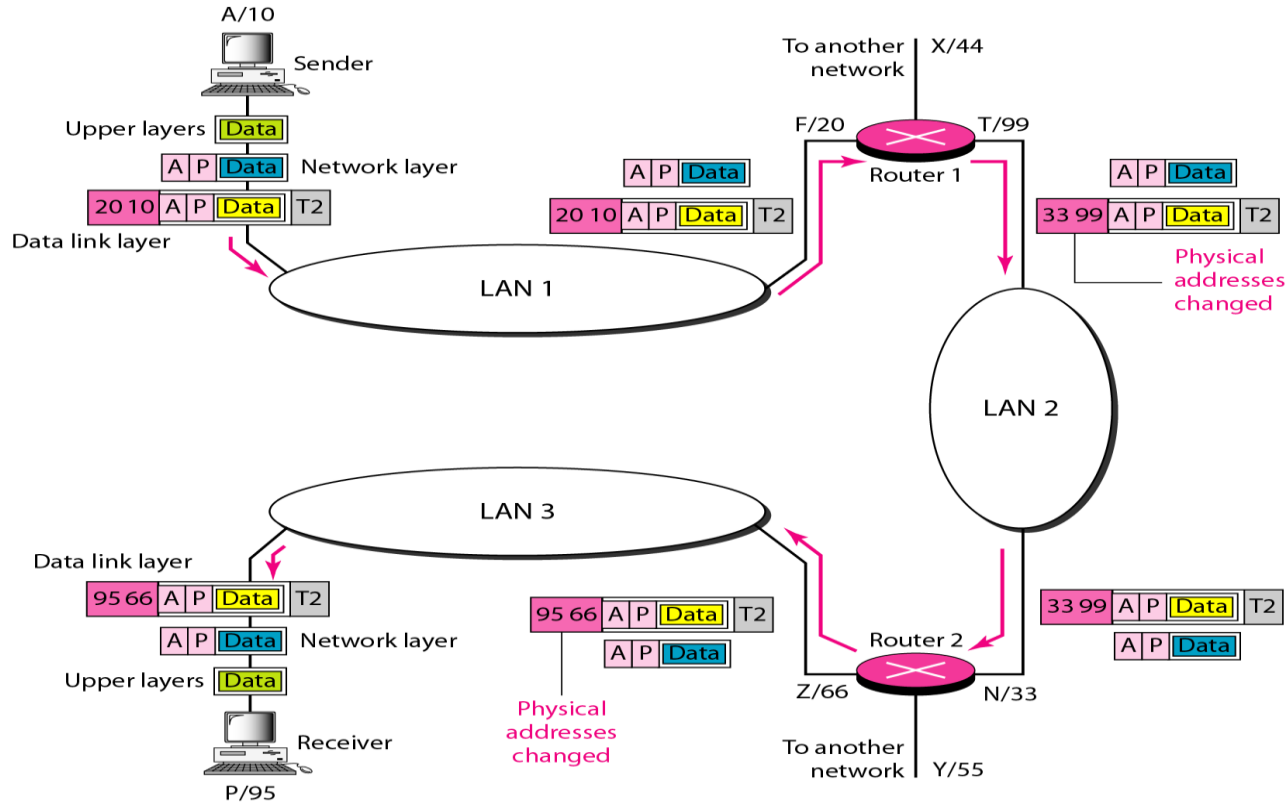 A/10
Sender
Upper layers Data
A P Data Network layer
20 10 A P Data T2
Data link layer
LAN 1
A P Data
20 10 A P Data T2
To another
network
X/44
F/20
T/99
Router 1
A P Data
33 99 A P Data T2
Physical
addresses
changed
LAN 2
33 99 A P Data T2
A P Data
Router 2
Z/66
N/33
To another
network
Y/55
95 66 A P Data T2
A P Data
Physical
addresses
changed
LAN 3
Data link layer
95 66 A P Data T2
A P Data Network layer
Upper layers Data
Receiver
P/95